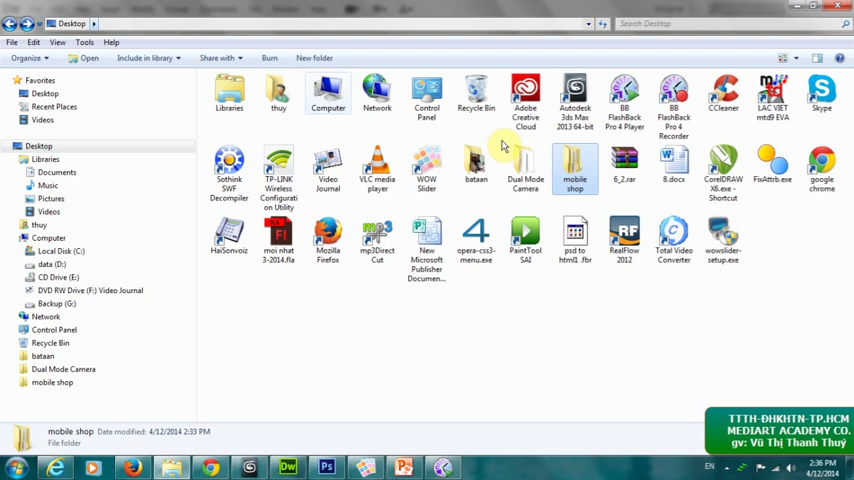 Desktop
Search Desktop
File Edit View Tools Help
Organize Open Include in library Share with Burn New folder
Favorites
Desktop
Recent Places
Videos
Desktop
Libraries
Documents
Music
Pictures
Videos
thuy
Computer
Local Disk (C:)
data (D:)
CD Drive (E:)
DVD RW Drive (F:) Video Journal
Backup (G:)
Network
Control Panel
Recycle Bin
bataan
Dual Mode Camera
mobile shop
Libraries
thuy
Computer
Network
Control
Panel
Recycle Bin
Adobe
Creative
Cloud
Autodesk
3ds Max
2013 64-bit
BB
FlashBack
Pro 4 Player
BB
FlashBack
Pro 4
Recorder
CCleaner
LAC VIET
mtd9 EVA
Skype
Sothink
SWF
Decompiler
TP-LINK
Wireless
Configurati
on Utility
Video
Journal
VLC media
player
WOW
Slider
bataan
Dual Mode
Camera
mobile
shop
6_2.rar
8.docx
CorelDRAW
X6.exe -
Shortcut
FixAttrb.exe
google
chrome
HaiSonvoiz
moi nhat
3-2014.fla
Mozilla
Firefox
mp3
mp3Direct
Cut
New
Microsoft
Publisher
Documen...
opera-css3-
menu.exe
PaintTool
SAI
psd to
html1 .fbr
RF
RealFlow
2012
Total Video
Converter
wowslider-
setup.exe
mobile shop Date modified: 4/12/2014 2:33 PM
File folder
TTTH-ĐHKHTN-TP.HCM
MEDIART ACADEMY CO.
gv: Vũ Thị Thanh Thuý
Dw Ps
EN
2:36 PM
4/12/2014